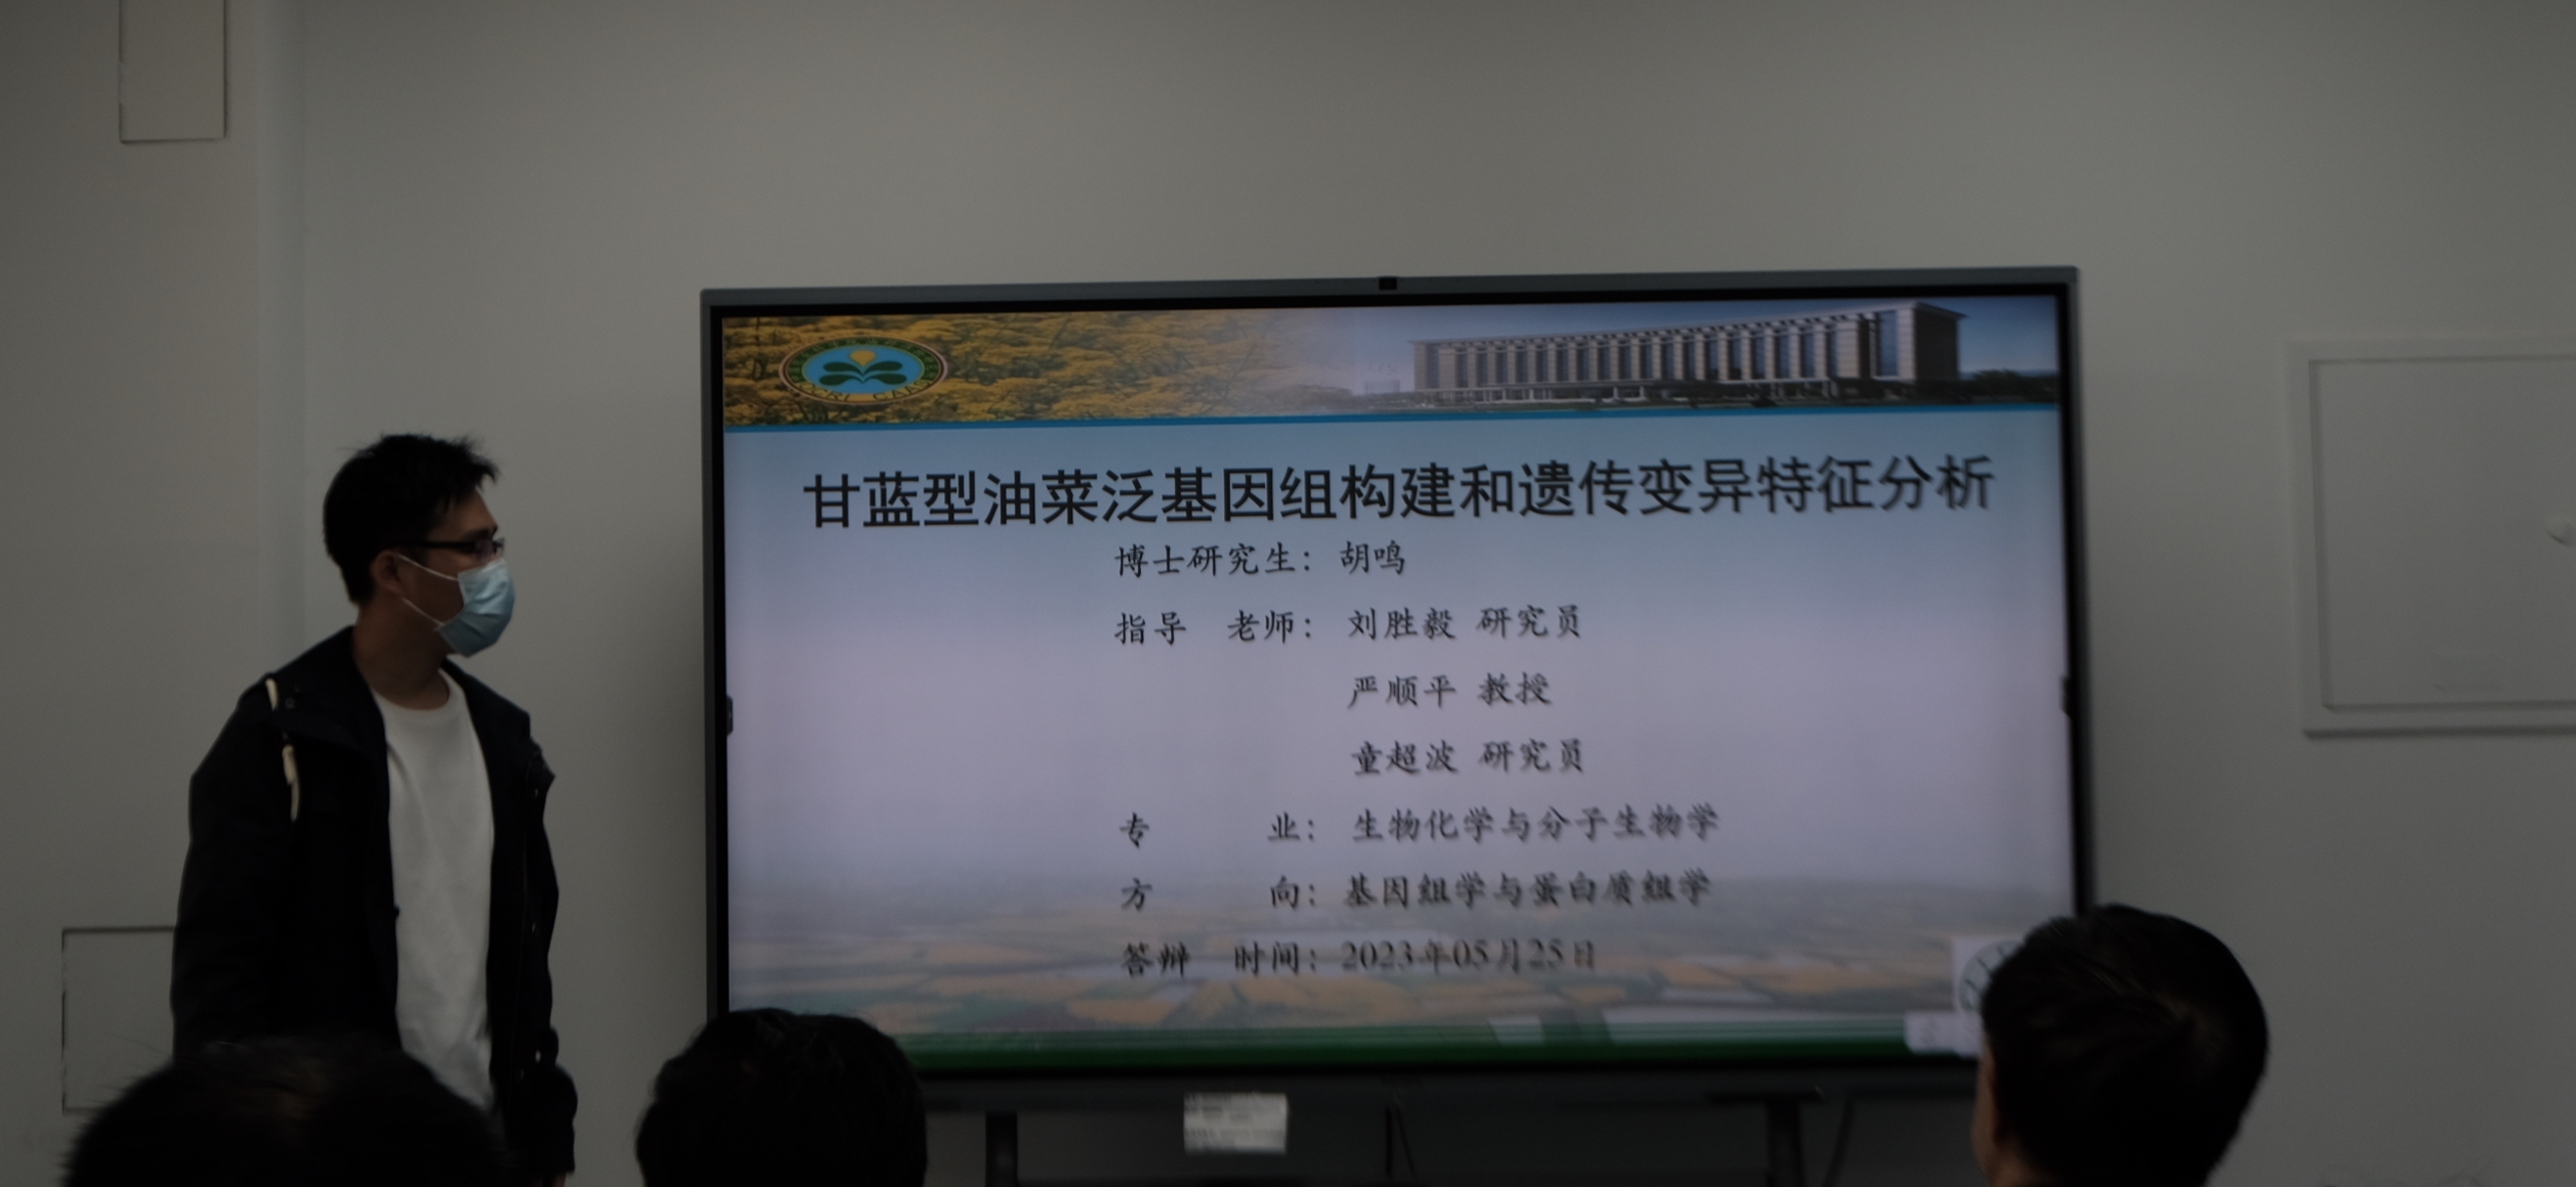 OCRI CAAS
甘蓝型油菜泛基因组构建和遗传变异特征分析
博士研究生： 胡鸣
指导 老师： 刘胜毅 研究员
严顺平 教授
童超波 研究员
专 业： 生物化学与分子生物学
方 向： 基因组学与蛋白质组学
答辩 时间： 2023年05月25日